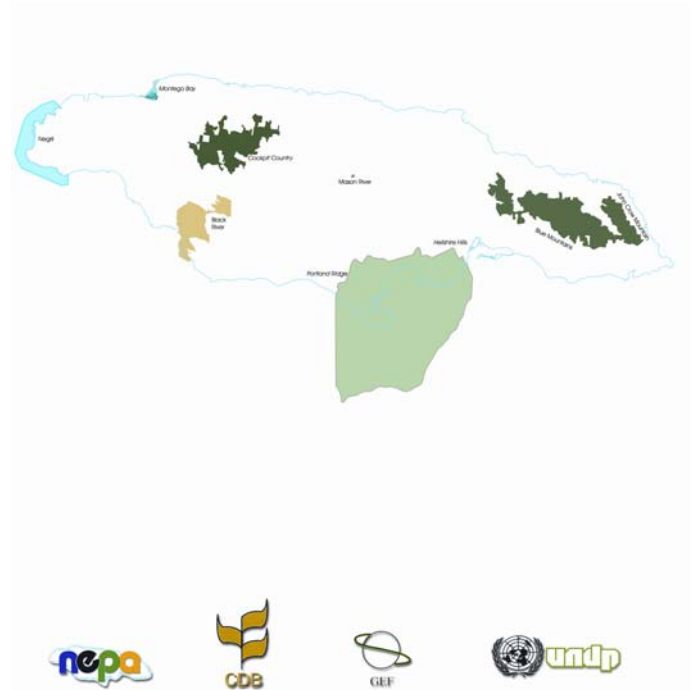 Montego Bay
Negril
Cockpit Country
Mason River
Black
River
John Crow Mountain
Blue Mountains
Hellshire Hills
Portland Ridge
nepa
CDB
GEF
undp